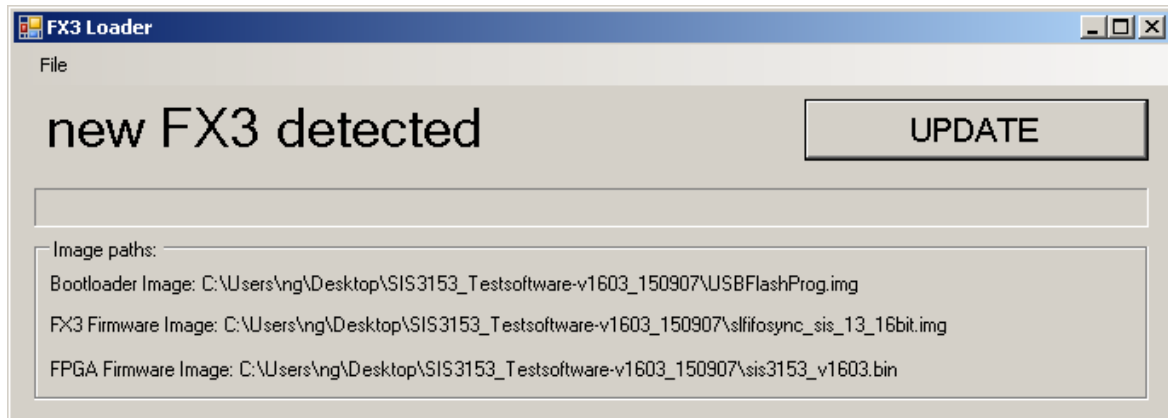 FX3 Loader
File
new FX3 detected
UPDATE
Image paths:
Bootloader Image: C:\Users\ng\Desktop\SIS3153_Testsoftware-v1603_150907\USBFlashProg.img
FX3 Firmware Image: C:\Users\ng\Desktop\SIS3153_Testsoftware-v1603_150907\slfifosync_sis_13_16bit.img
FPGA Firmware Image: C:\Users\ng\Desktop\SIS3153_Testsoftware-v1603_150907\sis3153_v1603.bin